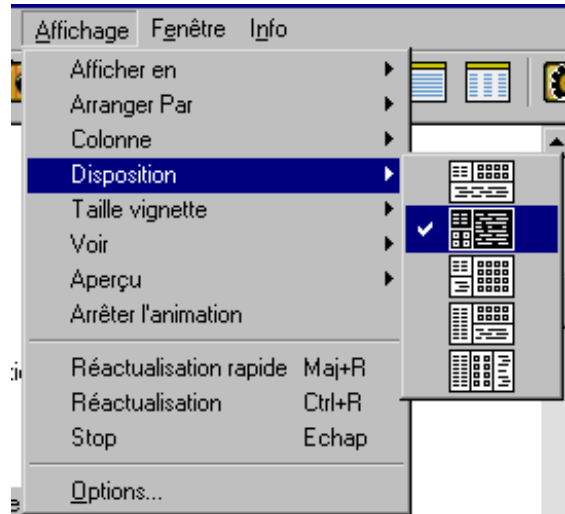 Affichage Fenêtre Info
Afficher en
Arranger Par
Colonne
Disposition
Taille vignette
Voir
Aperçu
Arrêter l'animation
Réactualisation rapide Maj+R
Réactualisation Ctrl+R
Stop Echap
Options...